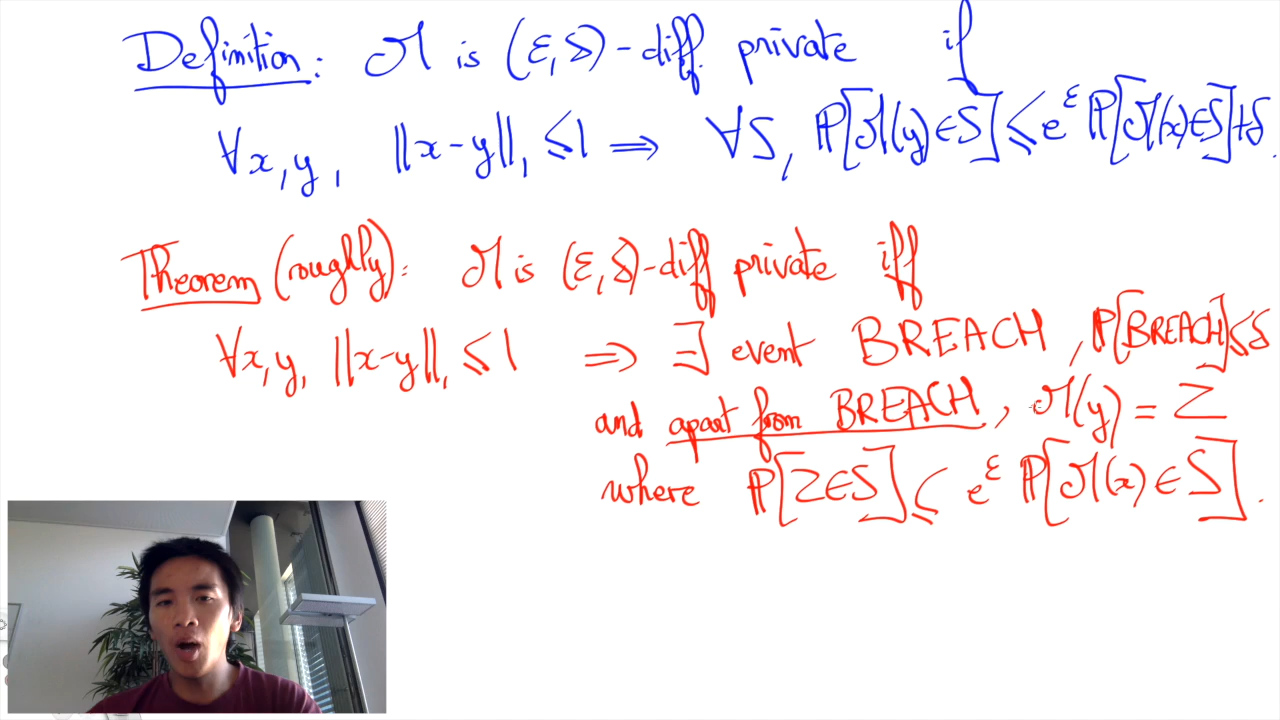 Definition: M is (ε,δ)-diff. private if
∀x,y, ||x-y||₁ ≤ 1 ⇒ ∀S, ℙ[M(y)∈S] ≤ e^ε ℙ[M(x)∈S]+δ.
Theorem (roughly): M is (ε,δ)-diff private iff
∀x,y, ||x-y||₁ ≤ 1 ⇒ ∃ event BREACH, ℙ[BREACH]≤δ
and apart from BREACH, M(y) = Z
where ℙ[Z∈S] ≤ e^ε ℙ[M(x) ∈ S].